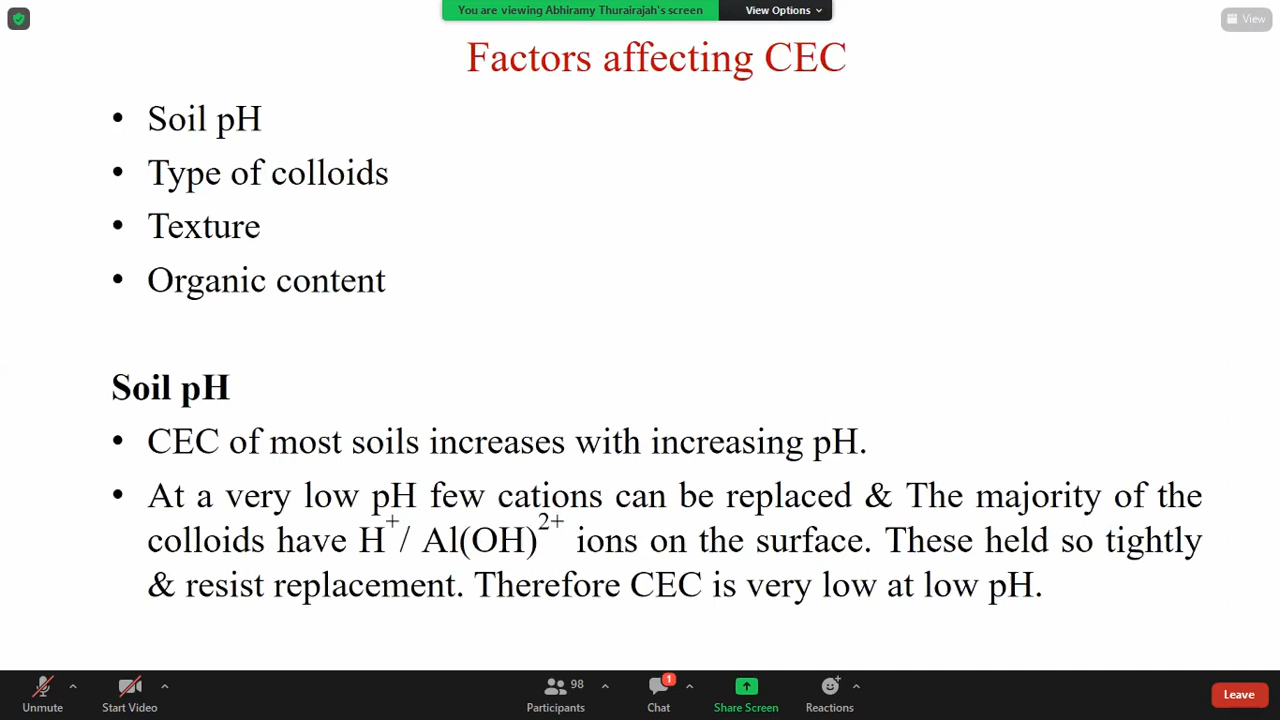 You are viewing Abhiramy Thurairajah's screen
View Options
View
Factors affecting CEC
• Soil pH
• Type of colloids
• Texture
• Organic content
Soil pH
• CEC of most soils increases with increasing pH.
• At a very low pH few cations can be replaced & The majority of the
colloids have H⁺/ Al(OH)²⁺ ions on the surface. These held so tightly
& resist replacement. Therefore CEC is very low at low pH.
Unmute
Start Video
98
Participants
1
Chat
Share Screen
Reactions
Leave